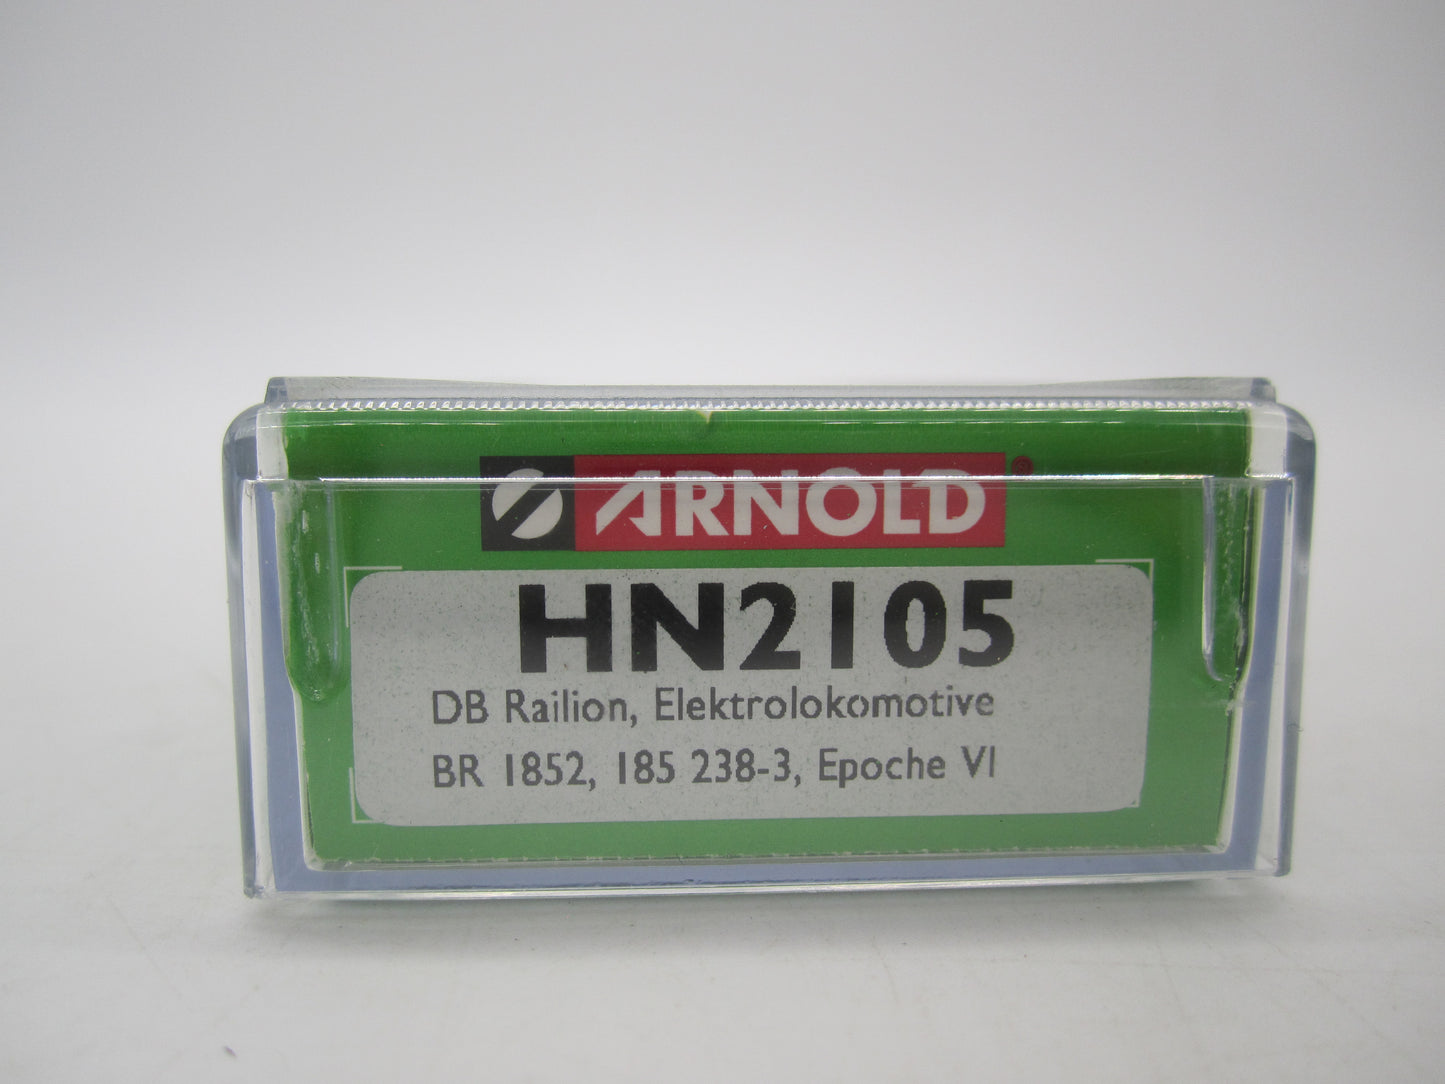 ARNOLD®
HN2105
DB Railion, Elektrolokomotive
BR 1852, 185 238-3, Epoche VI